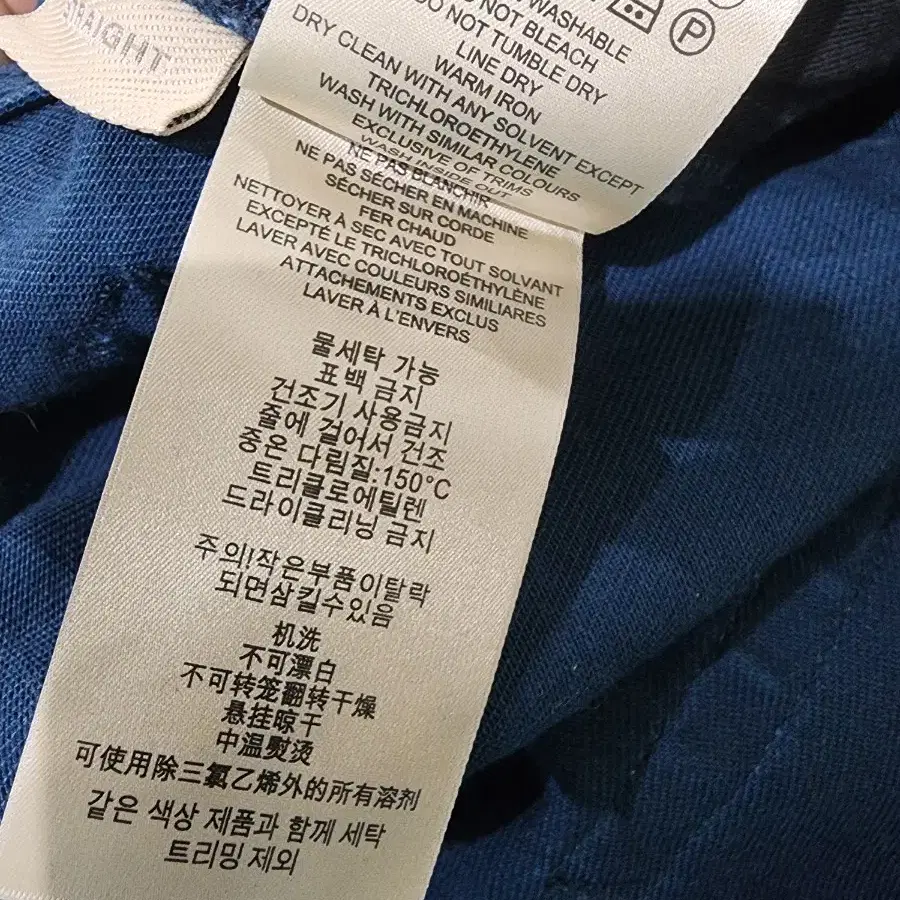 STRAIGHT
WASHABLE
DO NOT BLEACH
DO NOT TUMBLE DRY
LINE DRY
WARM IRON
DRY CLEAN WITH ANY SOLVENT EXCEPT
TRICHLOROETHYLENE
WASH WITH SIMILAR COLOURS
EXCLUSIVE OF TRIMS
WASH INSIDE OUT
P
NE PAS BLANCHIR
NE PAS SÉCHER EN MACHINE
SÉCHER SUR CORDE
FER CHAUD
NETTOYER À SEC AVEC TOUT SOLVANT
EXCEPTÉ LE TRICHLOROÉTHYLÈNE
LAVER AVEC COULEURS SIMILIARES
ATTACHEMENTS EXCLUS
LAVER À L'ENVERS
물세탁 가능
표백 금지
건조기 사용금지
줄에 걸어서 건조
중온 다림질:150°C
트리클로에틸렌
드라이클리닝 금지
주의!작은부품이탈락
되면삼킬수있음
机洗
不可漂白
不可转笼翻转干燥
悬挂晾干
中温熨烫
可使用除三氯乙烯外的所有溶剂
같은 색상 제품과 함께 세탁
트리밍 제외